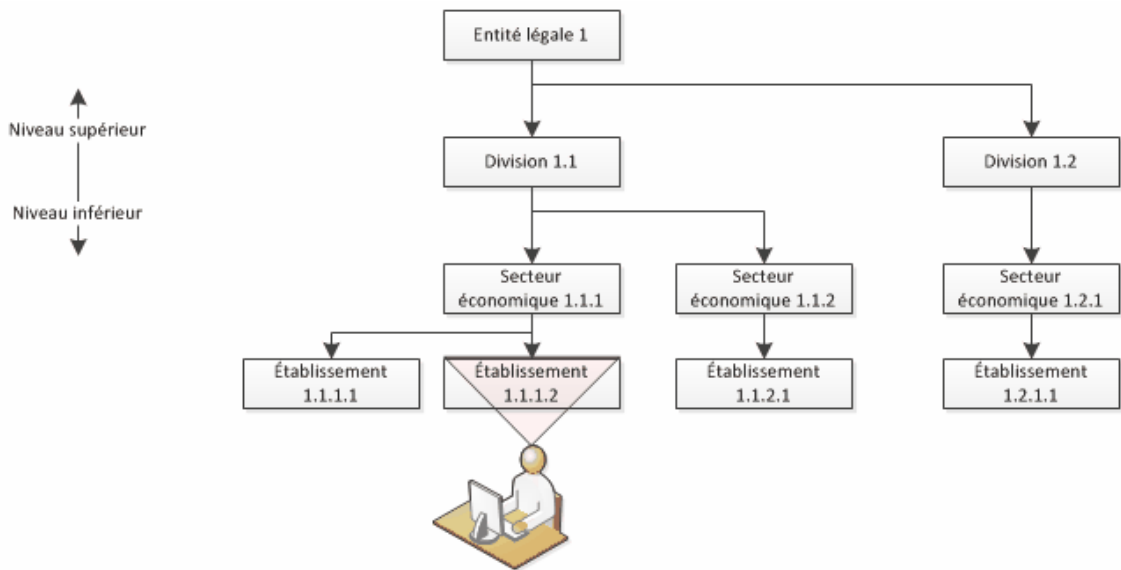 Entité légale 1
Niveau supérieur
Division 1.1
Division 1.2
Niveau inférieur
Secteur
économique 1.1.1
Secteur
économique 1.1.2
Secteur
économique 1.2.1
Établissement
1.1.1.1
Établissement
1.1.1.2
Établissement
1.1.2.1
Établissement
1.2.1.1